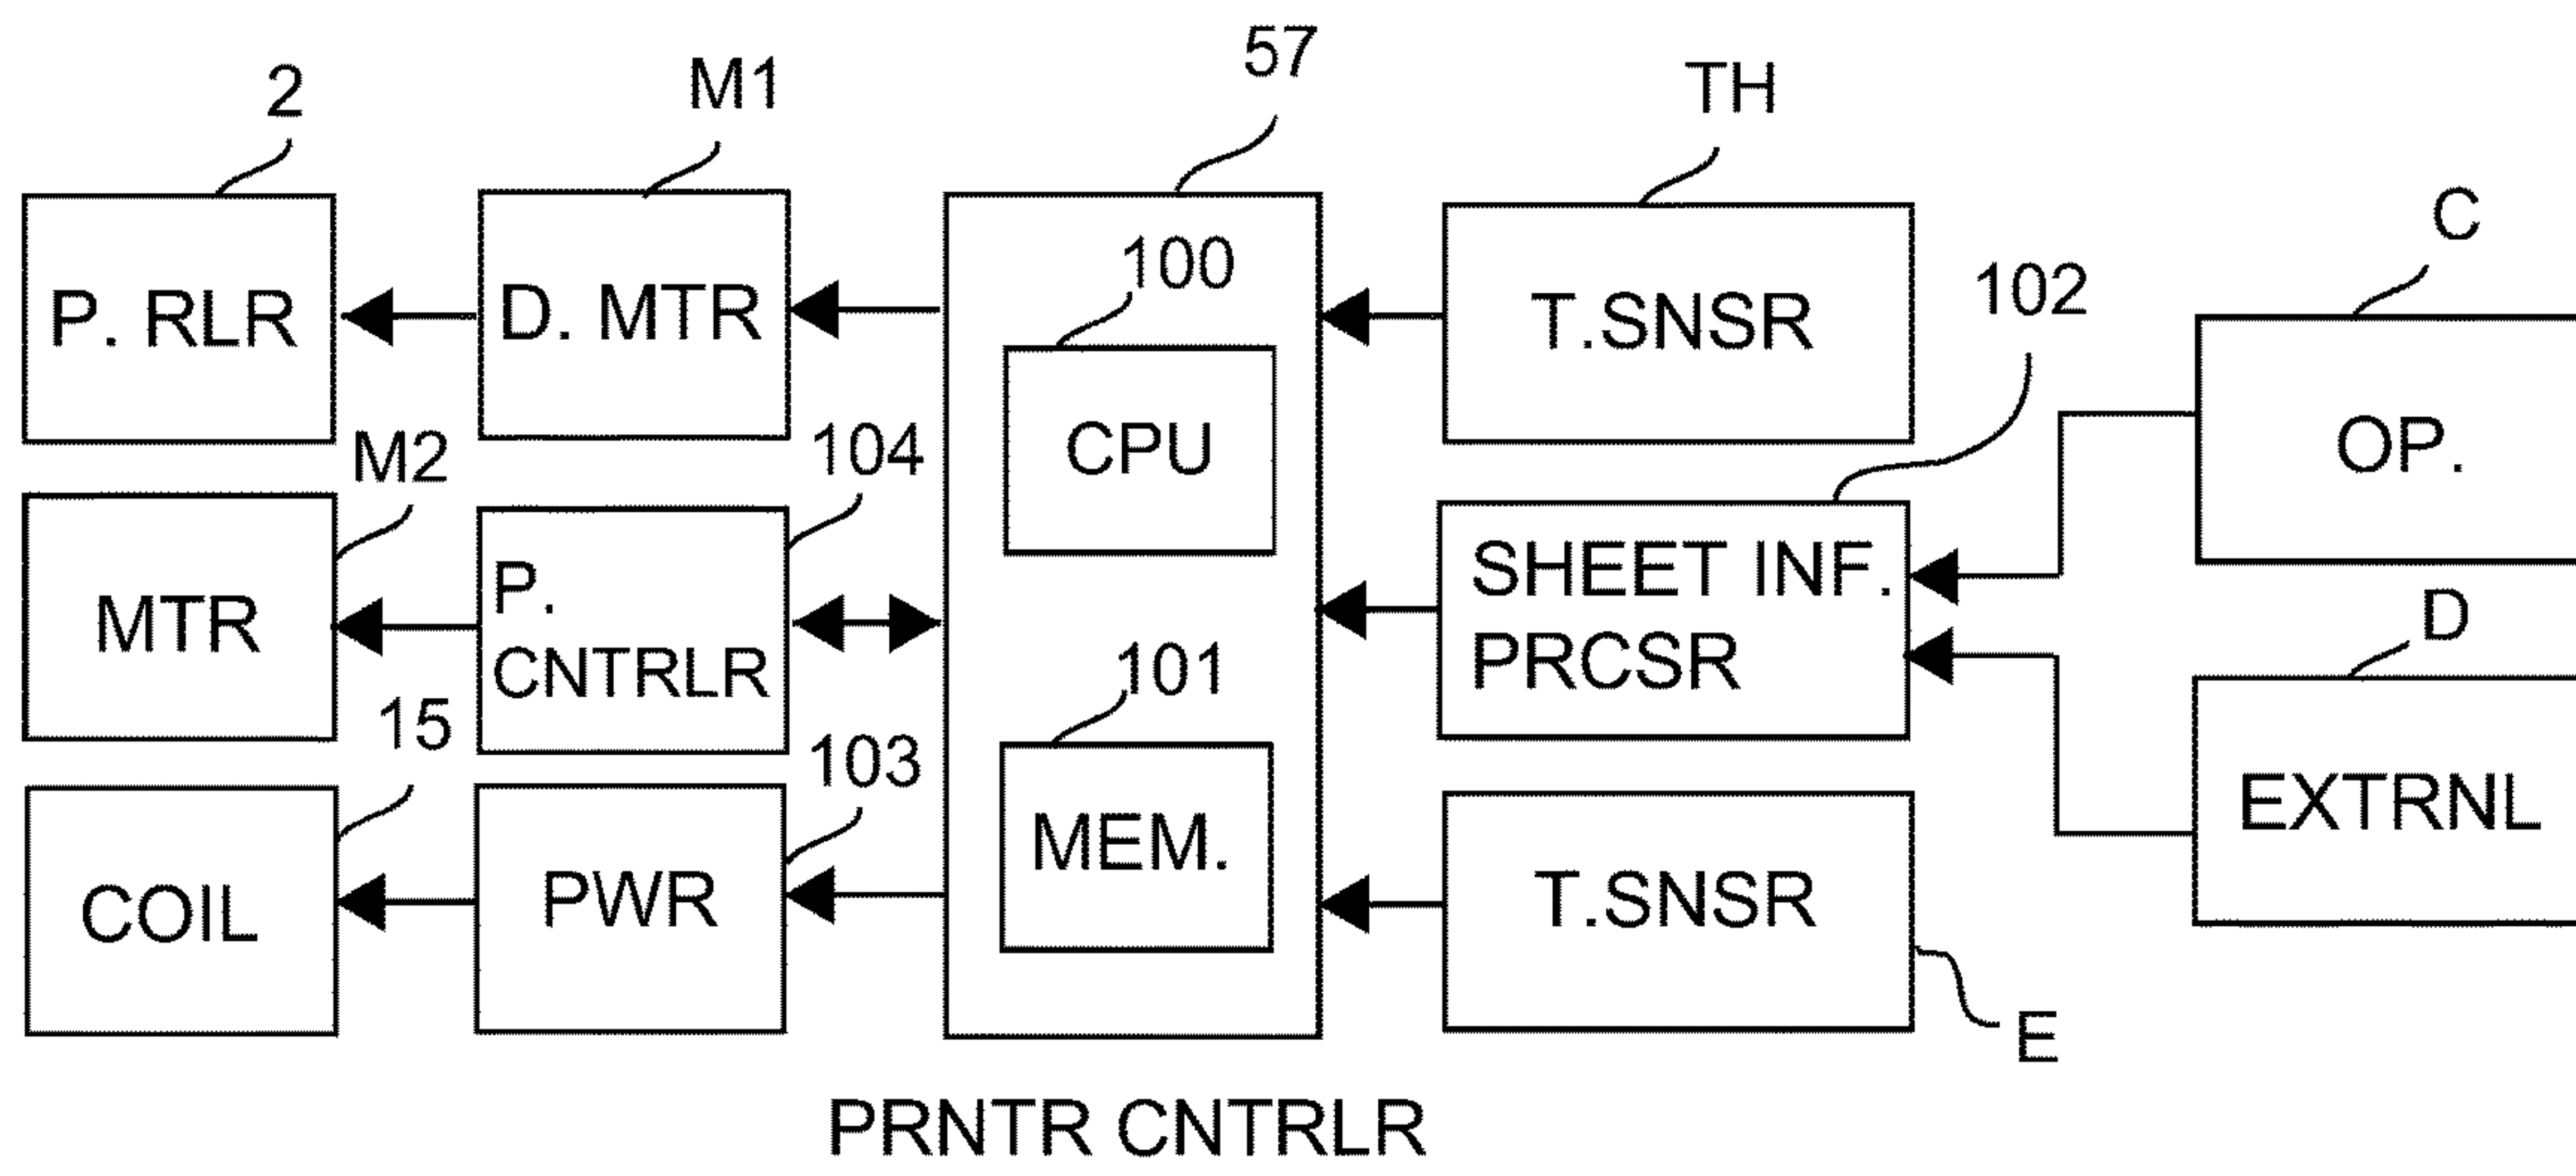 2
M1
57
TH
C
P. RLR
D. MTR
100
CPU
T.SNSR
102
OP.
M2
104
MTR
P.
CNTRLR
SHEET INF.
PRCSR
D
15
103
101
MEM.
EXTRNL
COIL
PWR
T.SNSR
E
PRNTR CNTRLR